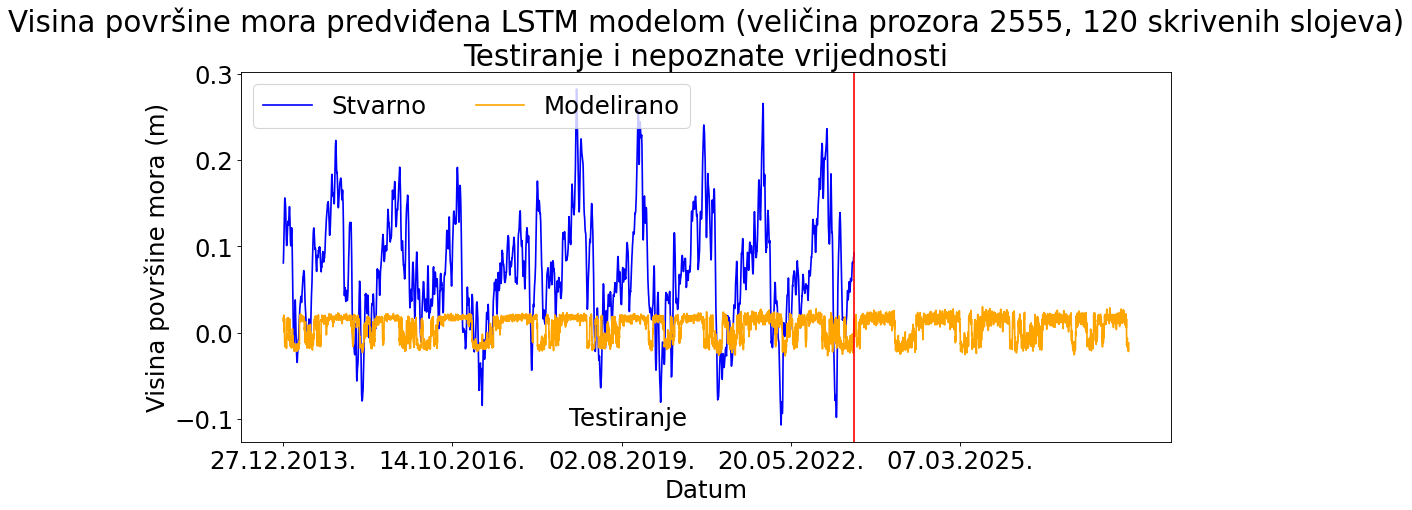 Visina površine mora predviđena LSTM modelom (veličina prozora 2555, 120 skrivenih slojeva)
Testiranje i nepoznate vrijednosti
Stvarno
Modelirano
Visina površine mora (m)
0.3
0.2
0.1
0.0
−0.1
Testiranje
27.12.2013.
14.10.2016.
02.08.2019.
20.05.2022.
07.03.2025.
Datum